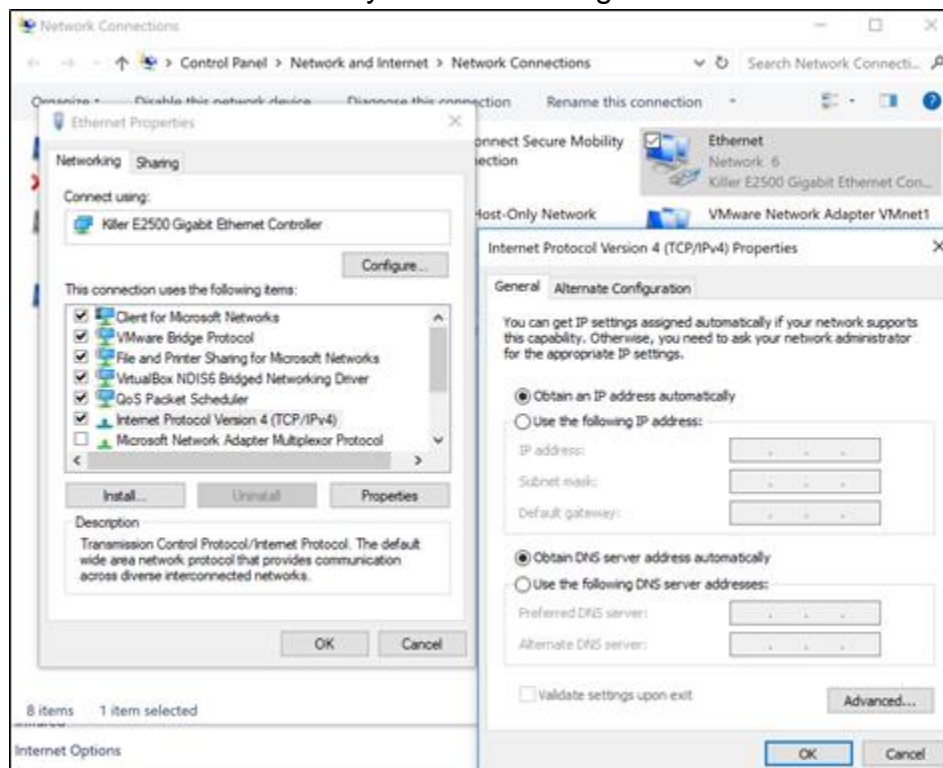 Network Connections
Control Panel > Network and Internet > Network Connections
Search Network Connecti...
Organize
Disable this network device
Diagnose this connection
Rename this connection
Ethernet Properties
Networking
Sharing
Connect using:
Killer E2500 Gigabit Ethernet Controller
Configure...
This connection uses the following items:
Client for Microsoft Networks
VMware Bridge Protocol
File and Printer Sharing for Microsoft Networks
VirtualBox NDIS6 Bridged Networking Driver
QoS Packet Scheduler
Internet Protocol Version 4 (TCP/IPv4)
Microsoft Network Adapter Multiplexor Protocol
Install...
Uninstall
Properties
Description
Transmission Control Protocol/Internet Protocol. The default
wide area network protocol that provides communication
across diverse interconnected networks.
OK
Cancel
Secure Mobility
Ethernet
Network 6
Killer E2500 Gigabit Ethernet Con...
Host-Only Network
VMware Network Adapter VMnet1
Internet Protocol Version 4 (TCP/IPv4) Properties
General
Alternate Configuration
You can get IP settings assigned automatically if your network supports
this capability. Otherwise, you need to ask your network administrator
for the appropriate IP settings.
Obtain an IP address automatically
Use the following IP address:
IP address:
Subnet mask:
Default gateway:
Obtain DNS server address automatically
Use the following DNS server addresses:
Preferred DNS server:
Alternate DNS server:
Validate settings upon exit
Advanced...
OK
Cancel
8 items
1 item selected
Internet Options